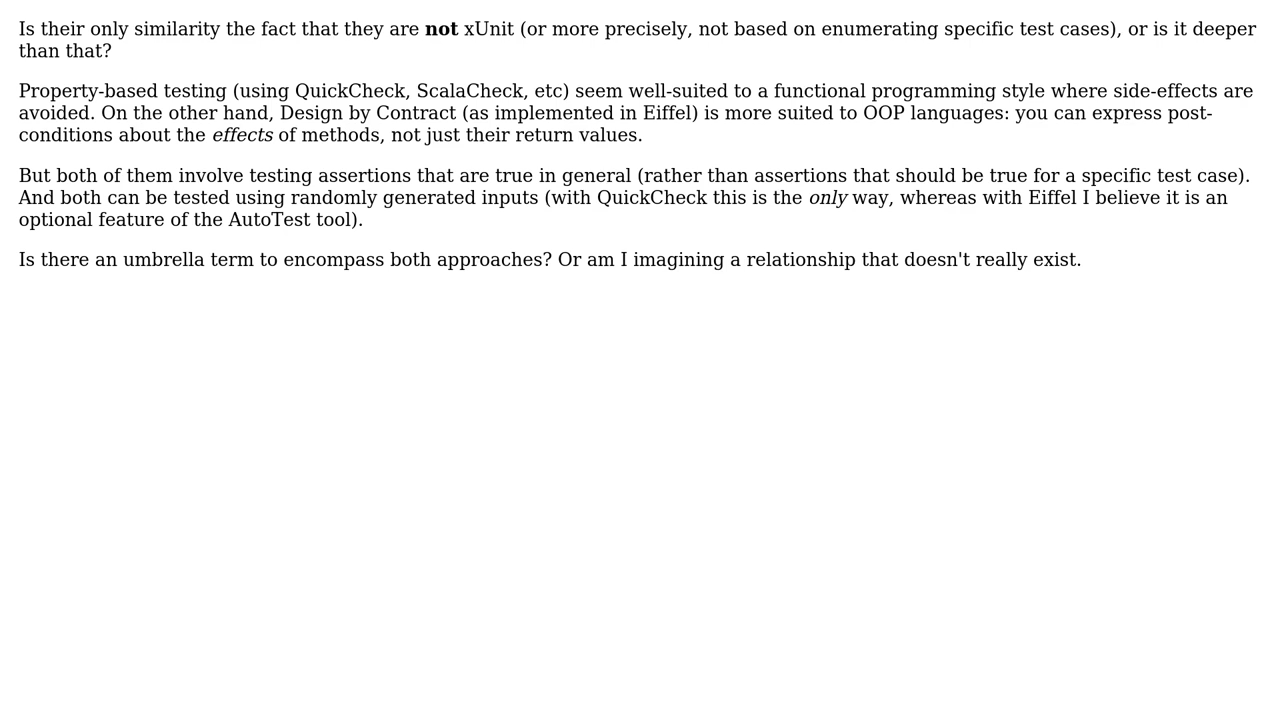 Is their only similarity the fact that they are not xUnit (or more precisely, not based on enumerating specific test cases), or is it deeper
than that?
Property-based testing (using QuickCheck, ScalaCheck, etc) seem well-suited to a functional programming style where side-effects are
avoided. On the other hand, Design by Contract (as implemented in Eiffel) is more suited to OOP languages: you can express post-
conditions about the effects of methods, not just their return values.
But both of them involve testing assertions that are true in general (rather than assertions that should be true for a specific test case).
And both can be tested using randomly generated inputs (with QuickCheck this is the only way, whereas with Eiffel I believe it is an
optional feature of the AutoTest tool).
Is there an umbrella term to encompass both approaches? Or am I imagining a relationship that doesn't really exist.